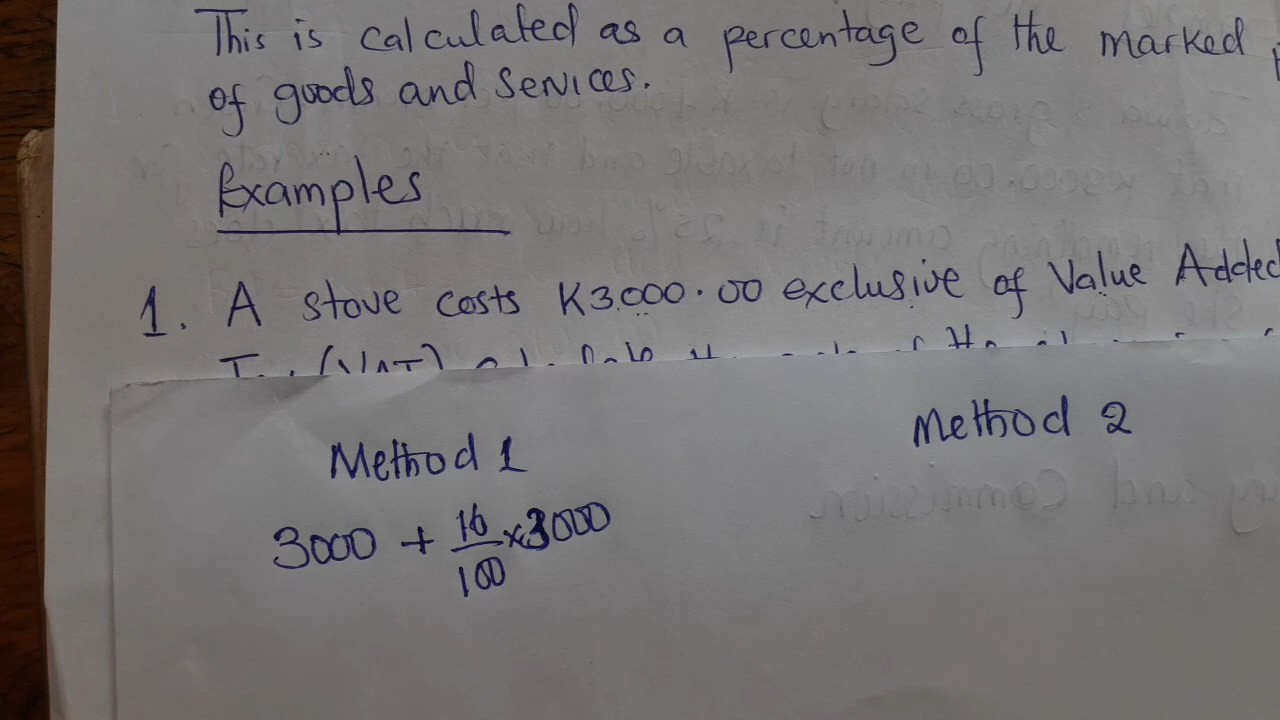 This is calculated as a percentage of the marked
of goods and services.
Examples
1. A stove costs K3000.00 exclusive of Value Added
Method 1
Method 2
3000 + 16/100 x 3000